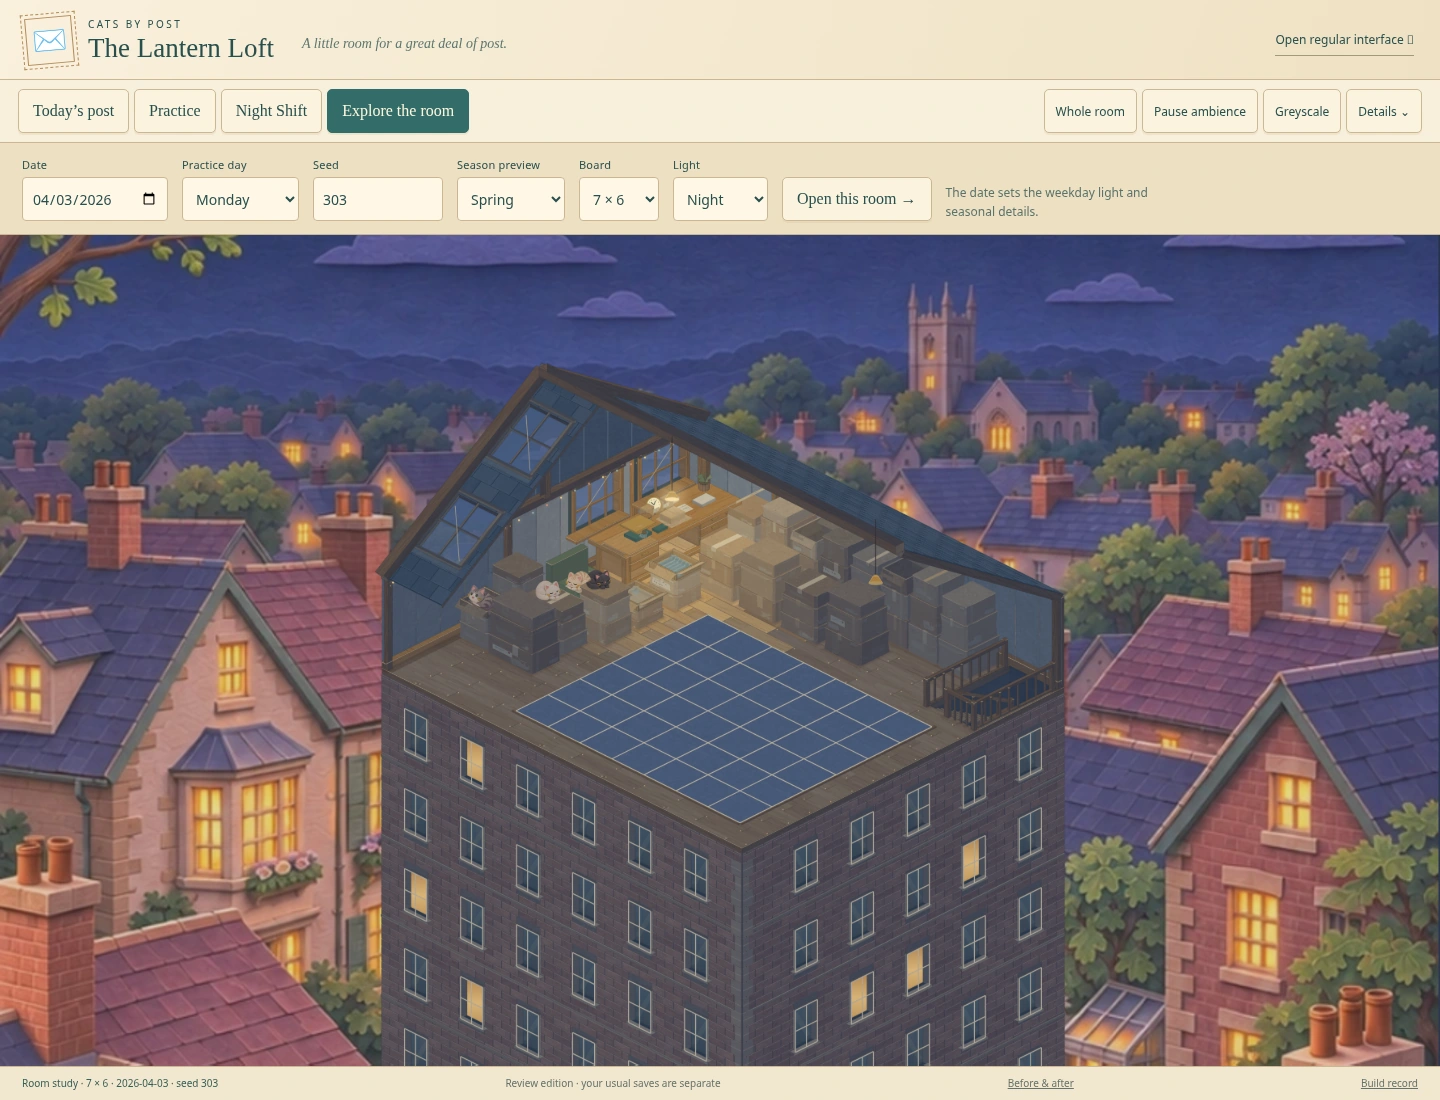 CATS BY POST
The Lantern Loft
A little room for a great deal of post.
Open regular interface
Today’s post
Practice
Night Shift
Explore the room
Whole room
Pause ambience
Greyscale
Details ⌄
Date
Practice day
Seed
Season preview
Board
Light
04/03/2026
Monday
303
Spring
7 × 6
Night
Open this room →
The date sets the weekday light and
seasonal details.
Room study · 7 × 6 · 2026-04-03 · seed 303
Review edition · your usual saves are separate
Before & after
Build record